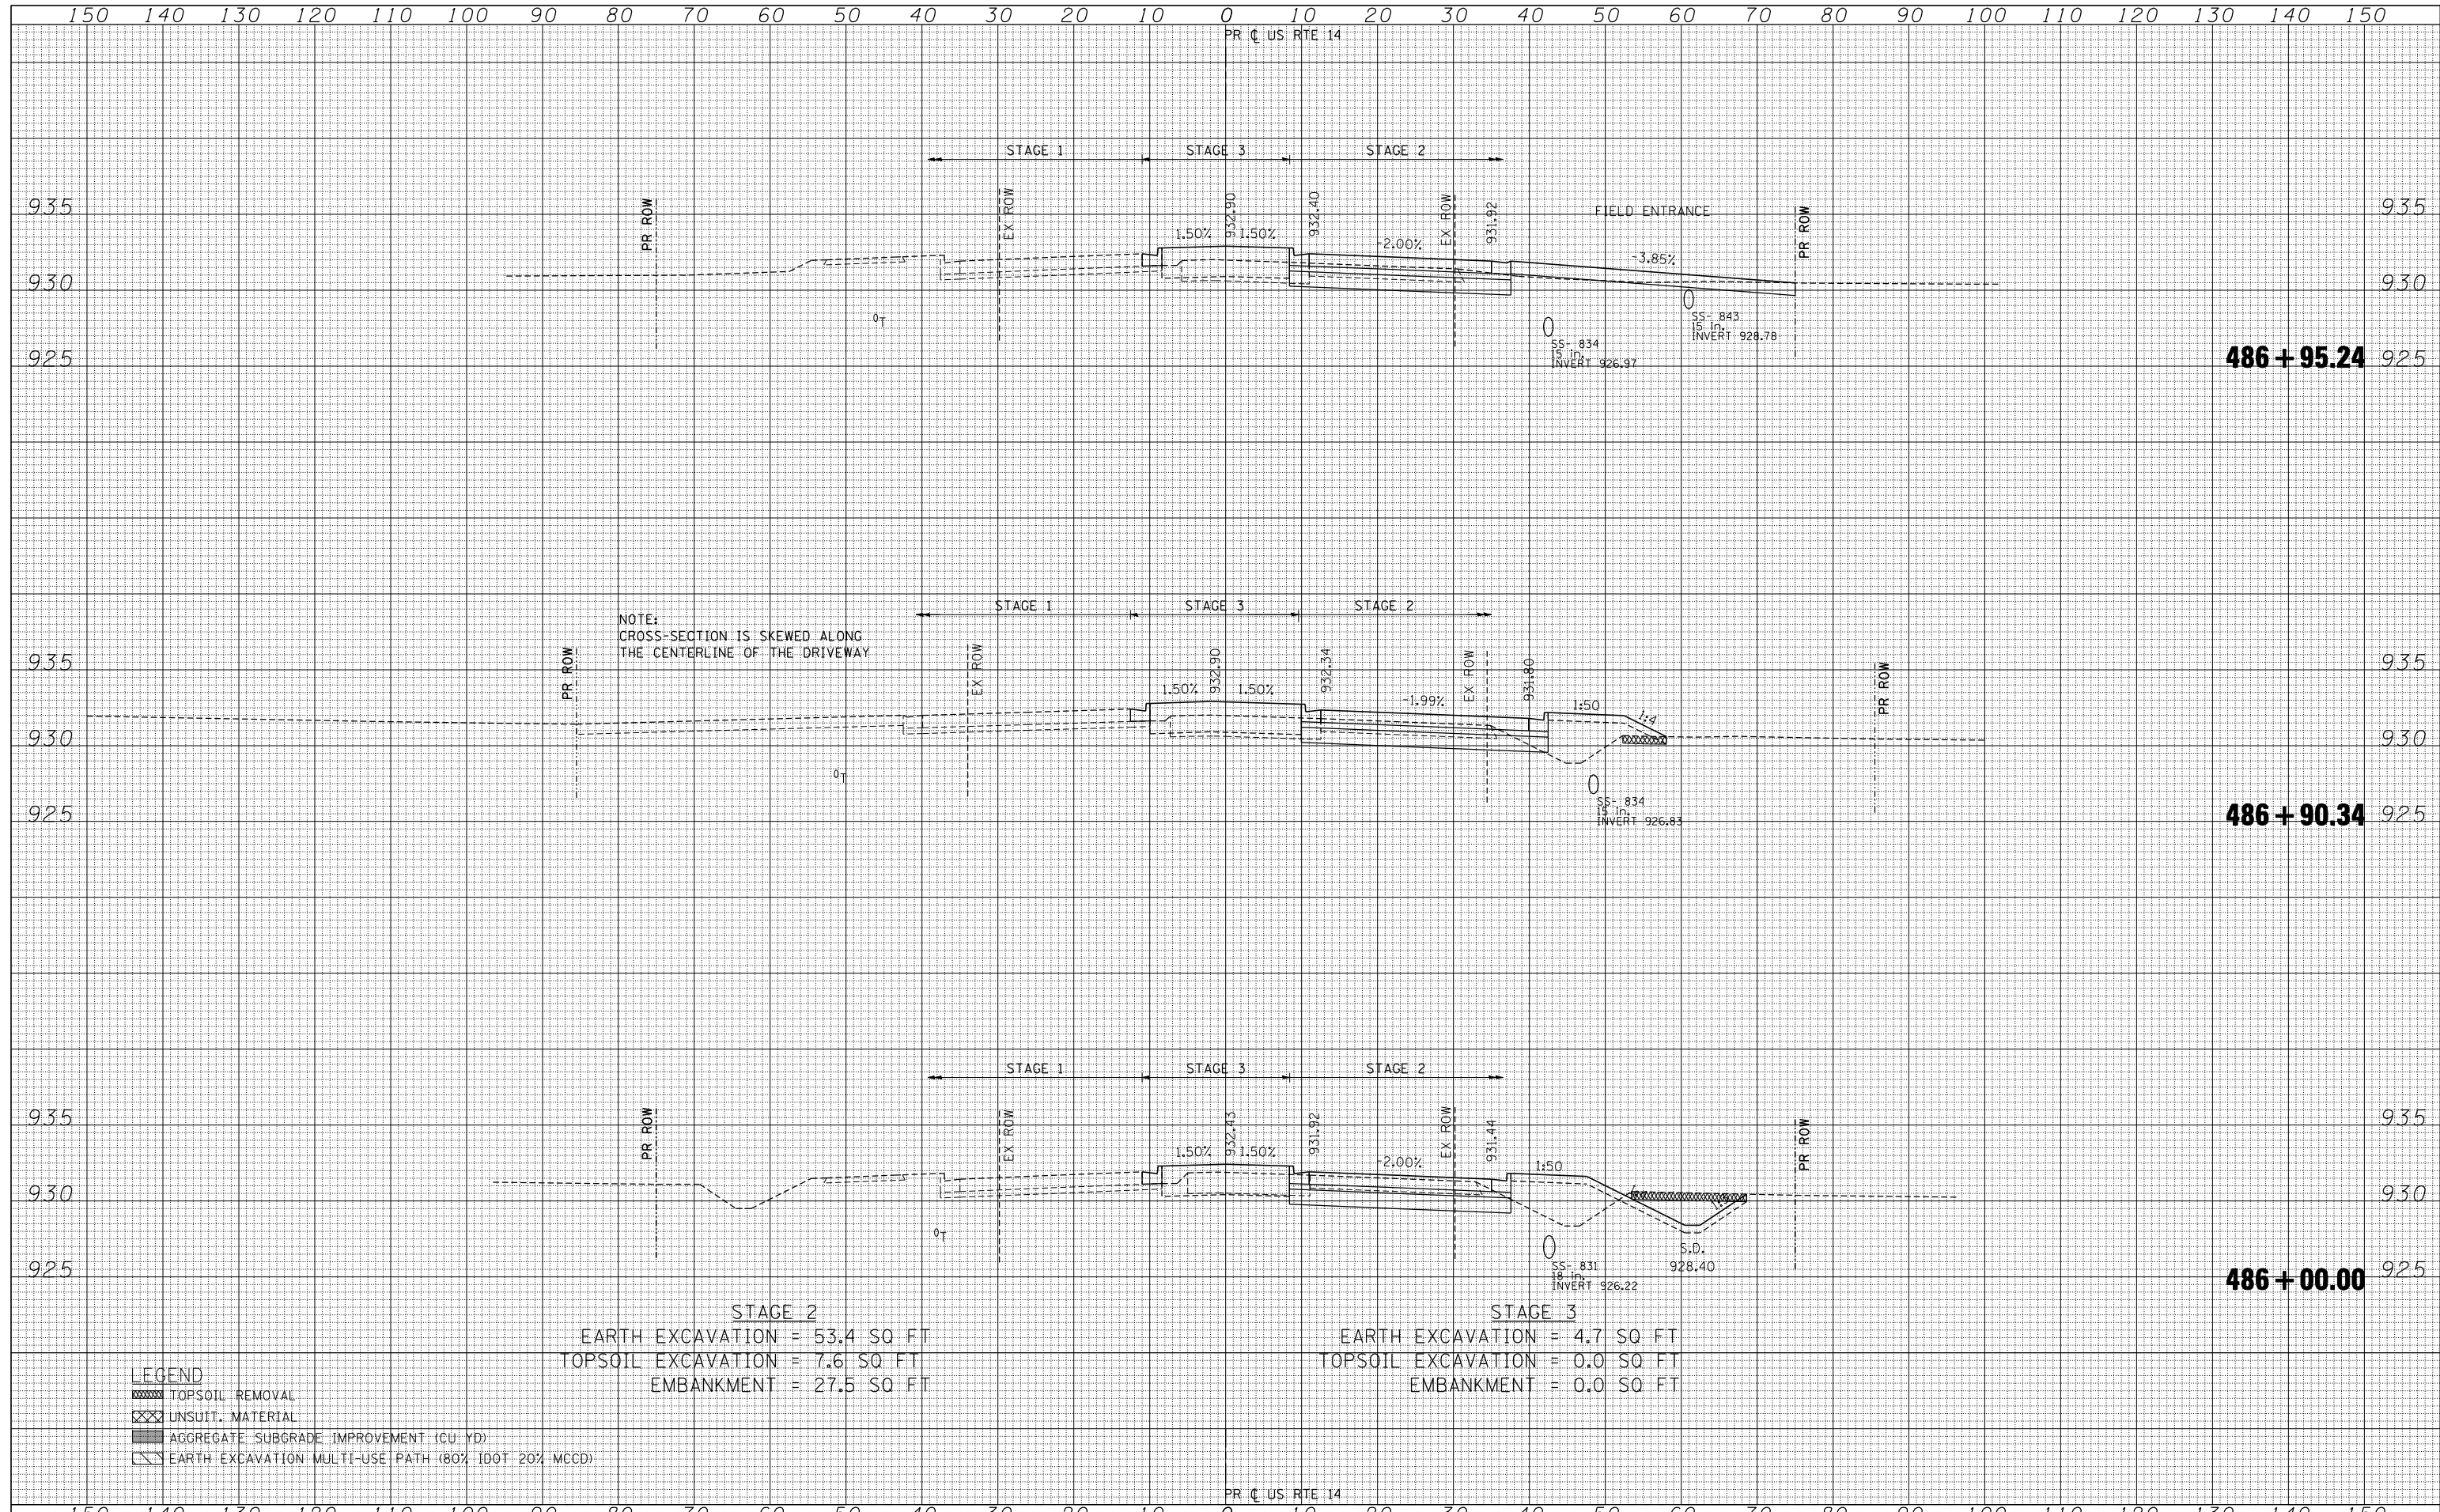 150 140 130 120 110 100 90 80 70 60 50 40 30 20 10 0 10 20 30 40 50 60 70 80 90 100 110 120 130 140 150
PR ℄ US RTE 14
STAGE 1 STAGE 3 STAGE 2
935 PR ROW EX ROW 932.90 932.40 EX ROW 931.92 FIELD ENTRANCE PR ROW 935
1.50% 1.50% -2.00% -3.85%
930 930
0T
SS- 843
15 in.
INVERT 928.78
SS- 834
15 in.
INVERT 926.97
925 486+95.24 925
STAGE 1 STAGE 3 STAGE 2
NOTE:
CROSS-SECTION IS SKEWED ALONG
THE CENTERLINE OF THE DRIVEWAY
935 PR ROW EX ROW 932.90 932.34 EX ROW 931.80 PR ROW 935
1.50% 1.50% -1.99% 1:50 1:4
930 930
0T
SS- 834
15 in.
INVERT 926.83
925 486+90.34 925
STAGE 1 STAGE 3 STAGE 2
935 PR ROW EX ROW 932.43 931.92 EX ROW 931.44 PR ROW 935
1.50% 1.50% -2.00% 1:50
930 930
0T
S.D.
928.40
SS- 831
18 in.
INVERT 926.22
925 486+00.00 925
STAGE 2
EARTH EXCAVATION = 53.4 SQ FT
TOPSOIL EXCAVATION = 7.6 SQ FT
EMBANKMENT = 27.5 SQ FT
STAGE 3
EARTH EXCAVATION = 4.7 SQ FT
TOPSOIL EXCAVATION = 0.0 SQ FT
EMBANKMENT = 0.0 SQ FT
LEGEND
TOPSOIL REMOVAL
UNSUIT. MATERIAL
AGGREGATE SUBGRADE IMPROVEMENT (CU YD)
EARTH EXCAVATION MULTI-USE PATH (80% IDOT 20% MCCD)
PR ℄ US RTE 14
150 140 130 120 110 100 90 80 70 60 50 40 30 20 10 0 10 20 30 40 50 60 70 80 90 100 110 120 130 140 150